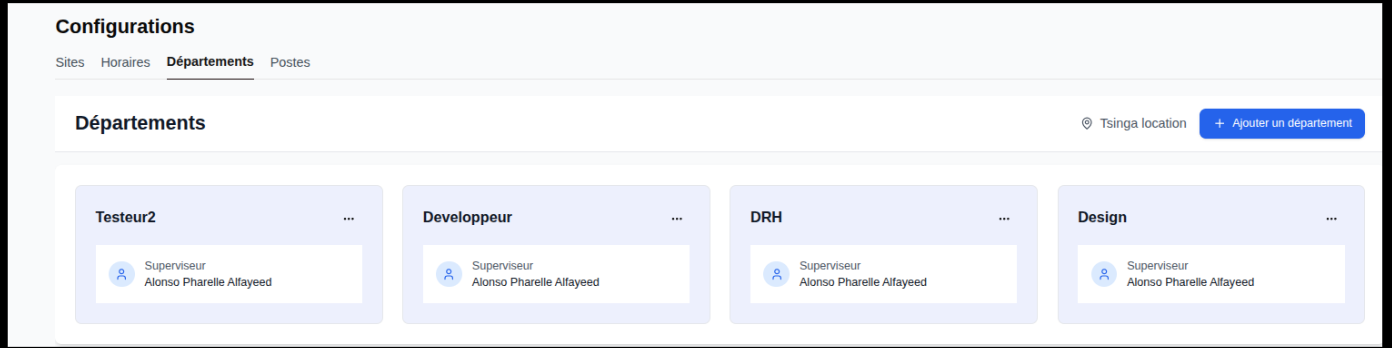 Configurations
Sites Horaires Départements Postes
Départements
Tsinga location
Ajouter un département
Testeur2
Superviseur
Alonso Pharelle Alfayeed
Developpeur
Superviseur
Alonso Pharelle Alfayeed
DRH
Superviseur
Alonso Pharelle Alfayeed
Design
Superviseur
Alonso Pharelle Alfayeed